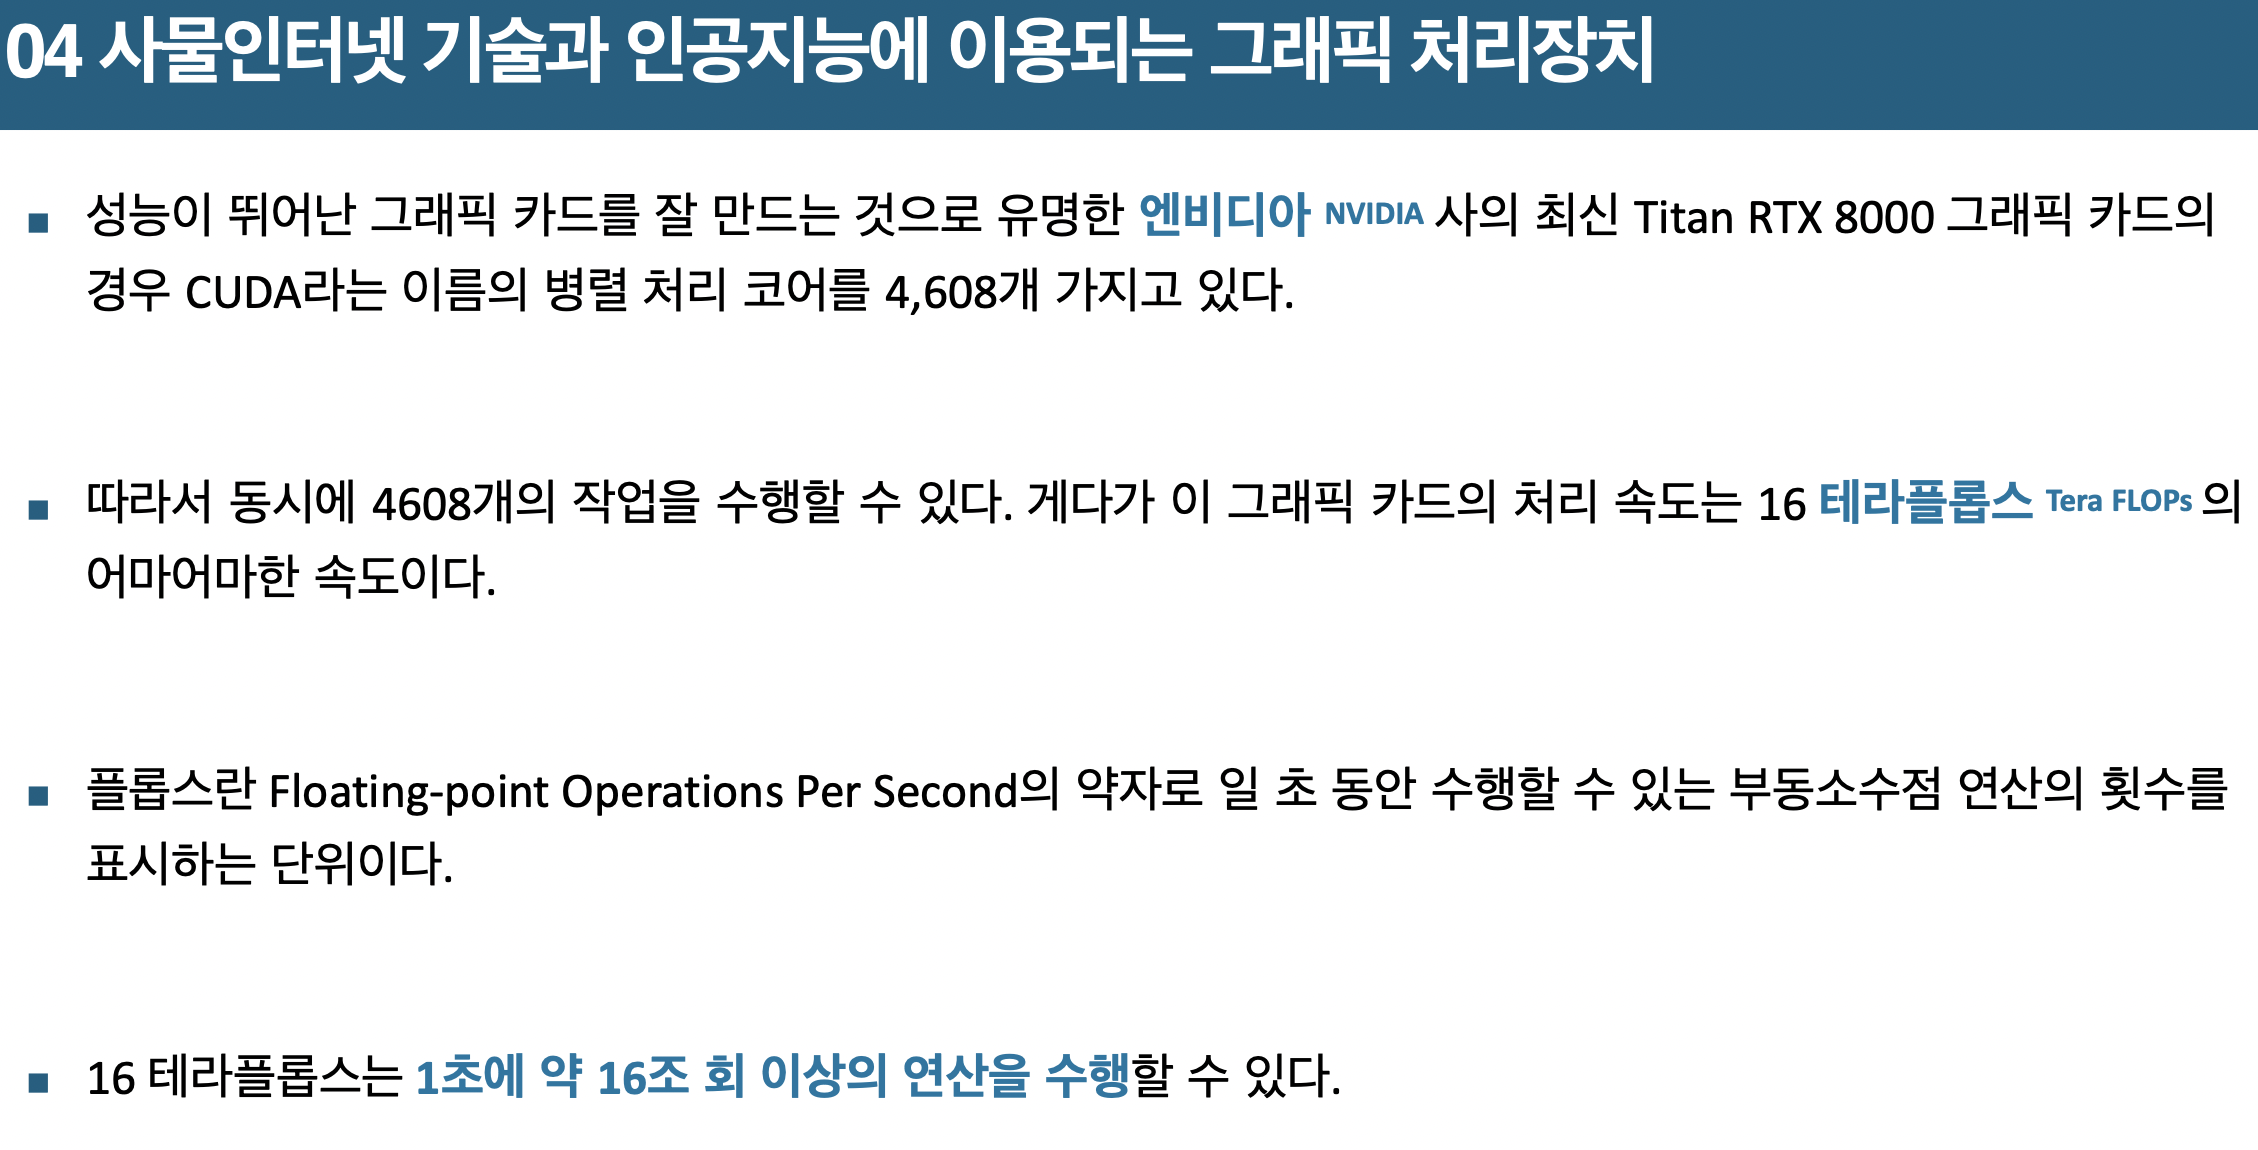 04 사물인터넷 기술과 인공지능에 이용되는 그래픽 처리장치
■ 성능이 뛰어난 그래픽 카드를 잘 만드는 것으로 유명한 엔비디아 NVIDIA 사의 최신 Titan RTX 8000 그래픽 카드의
경우 CUDA라는 이름의 병렬 처리 코어를 4,608개 가지고 있다.
■ 따라서 동시에 4608개의 작업을 수행할 수 있다. 게다가 이 그래픽 카드의 처리 속도는 16 테라플롭스 Tera FLOPs 의
어마어마한 속도이다.
■ 플롭스란 Floating-point Operations Per Second의 약자로 일 초 동안 수행할 수 있는 부동소수점 연산의 횟수를
표시하는 단위이다.
■ 16 테라플롭스는 1초에 약 16조 회 이상의 연산을 수행할 수 있다.